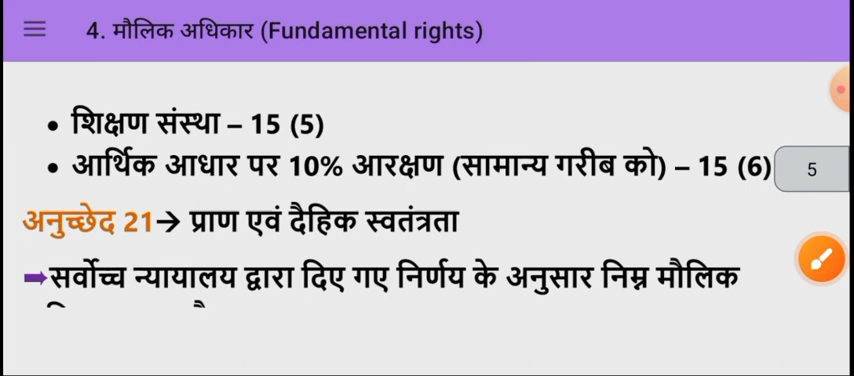 4. मौलिक अधिकार (Fundamental rights)
• शिक्षण संस्था – 15 (5)
• आर्थिक आधार पर 10% आरक्षण (सामान्य गरीब को) – 15 (6)
5
अनुच्छेद 21→ प्राण एवं दैहिक स्वतंत्रता
➡सर्वोच्च न्यायालय द्वारा दिए गए निर्णय के अनुसार निम्न मौलिक